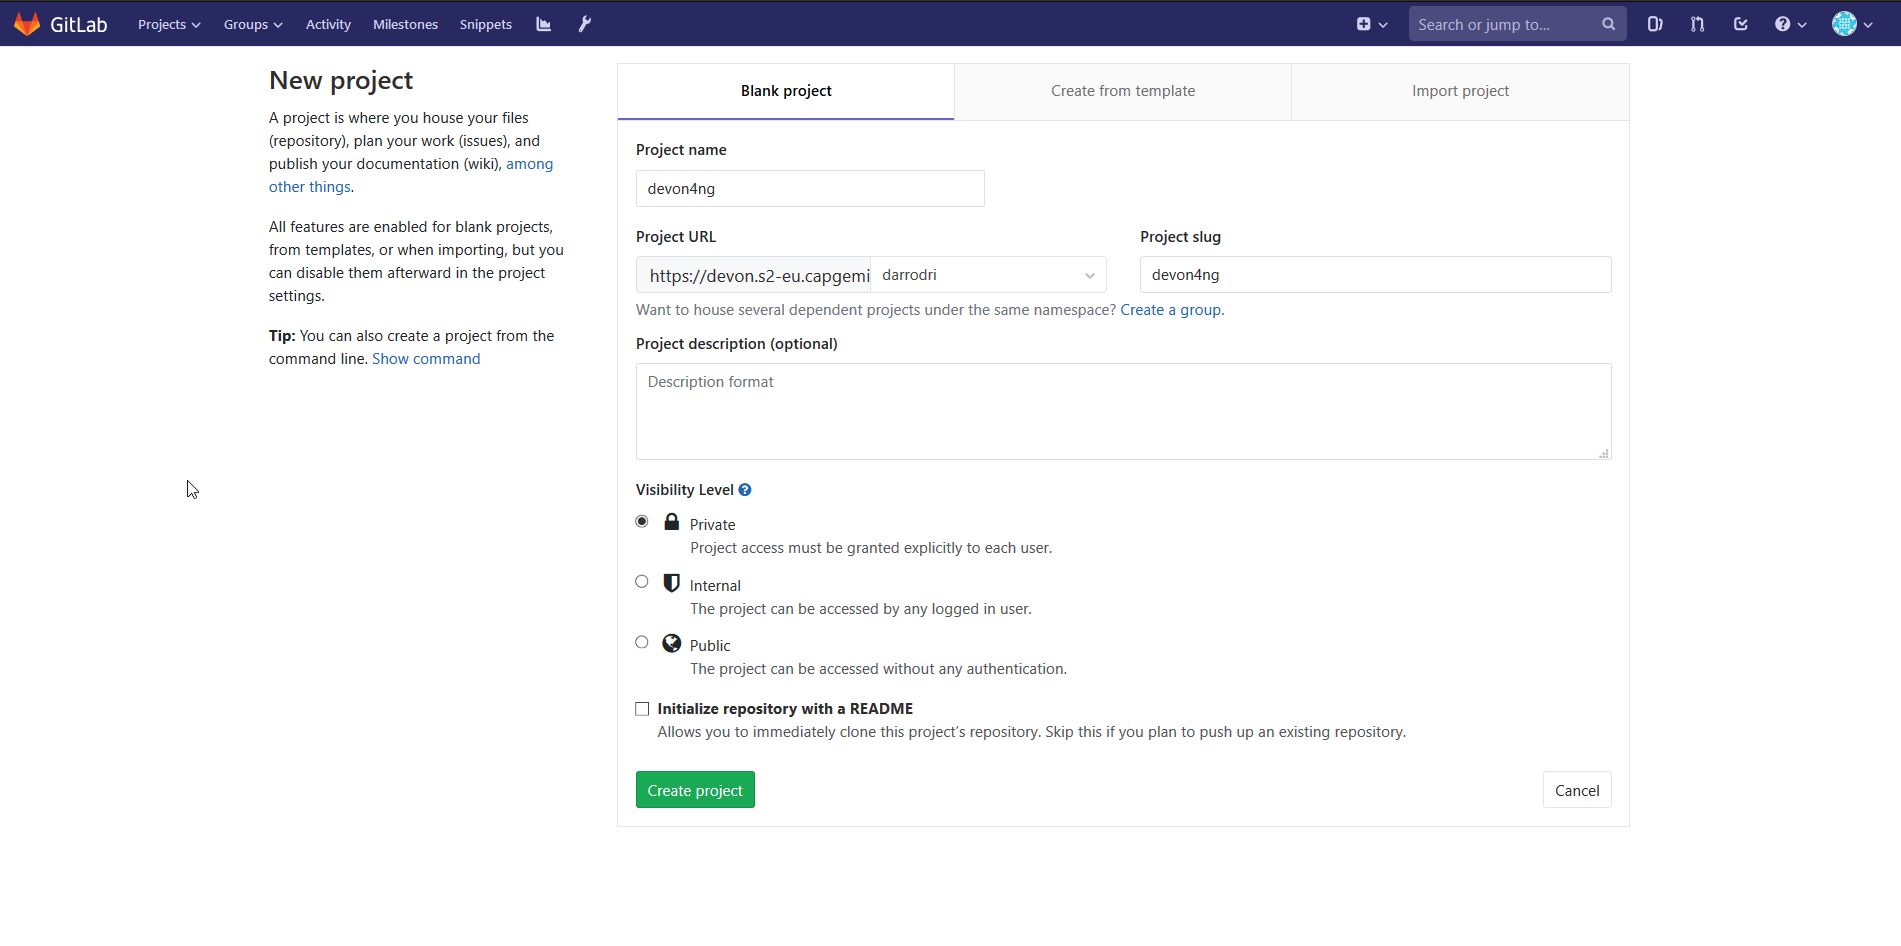 GitLab Projects Groups Activity Milestones Snippets Search or jump to...
New project
A project is where you house your files
(repository), plan your work (issues), and
publish your documentation (wiki), among
other things.
All features are enabled for blank projects,
from templates, or when importing, but you
can disable them afterward in the project
settings.
Tip: You can also create a project from the
command line. Show command
Blank project Create from template Import project
Project name
devon4ng
Project URL Project slug
https://devon.s2-eu.capgemi darrodri devon4ng
Want to house several dependent projects under the same namespace? Create a group.
Project description (optional)
Description format
Visibility Level
Private
Project access must be granted explicitly to each user.
Internal
The project can be accessed by any logged in user.
Public
The project can be accessed without any authentication.
Initialize repository with a README
Allows you to immediately clone this project’s repository. Skip this if you plan to push up an existing repository.
Create project Cancel